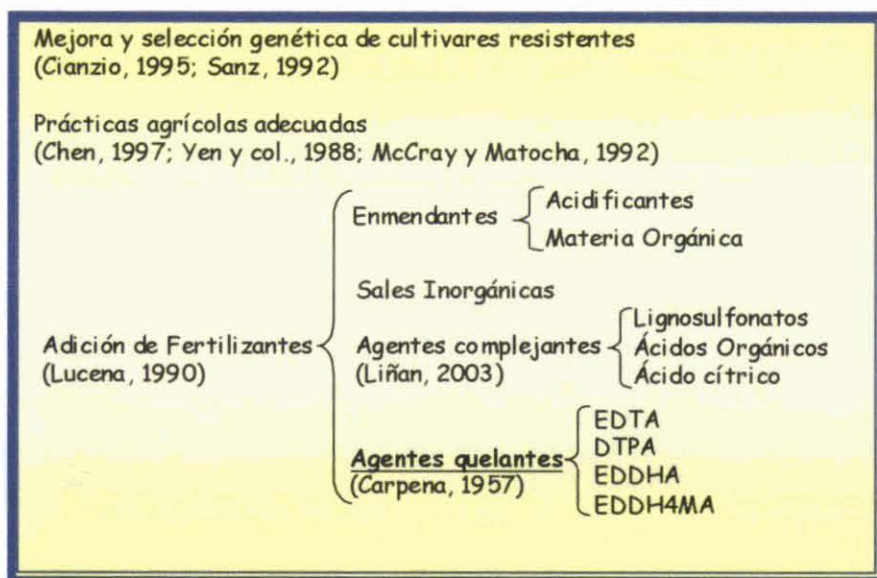 Mejora y selección genética de cultivares resistentes
(Cianzio, 1995; Sanz, 1992)
Prácticas agrícolas adecuadas
(Chen, 1997; Yen y col., 1988; McCray y Matocha, 1992)
Adición de Fertilizantes
(Lucena, 1990)
Enmendantes
Acidificantes
Materia Orgánica
Sales Inorgánicas
Agentes complejantes
(Liñan, 2003)
Lignosulfonatos
Ácidos Orgánicos
Ácido cítrico
Agentes quelantes
(Carpena, 1957)
EDTA
DTPA
EDDHA
EDDH4MA